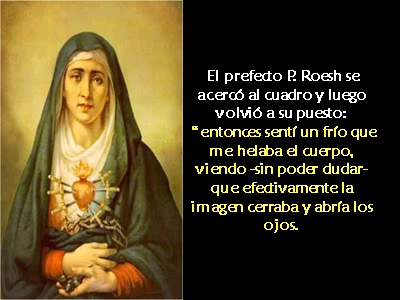 El prefecto P. Roesh se
acercó al cuadro y luego
volvió a su puesto:
“entonces sentí un frío que
me helaba el cuerpo,
viendo -sin poder dudar-
que efectivamente la
imagen cerraba y abría los
ojos.